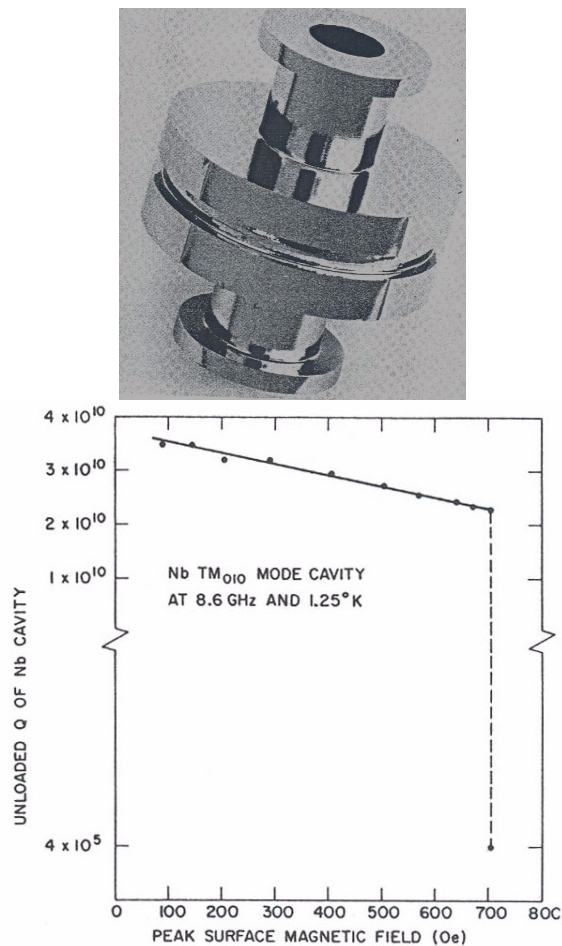 4 x 10¹⁰
3 x 10¹⁰
2 x 10¹⁰
1 x 10¹⁰
Nb TM₀₁₀ MODE CAVITY
AT 8.6 GHz AND 1.25°K
UNLOADED Q OF Nb CAVITY
4 x 10⁵
0 100 200 300 400 500 600 700 800
PEAK SURFACE MAGNETIC FIELD (Oe)